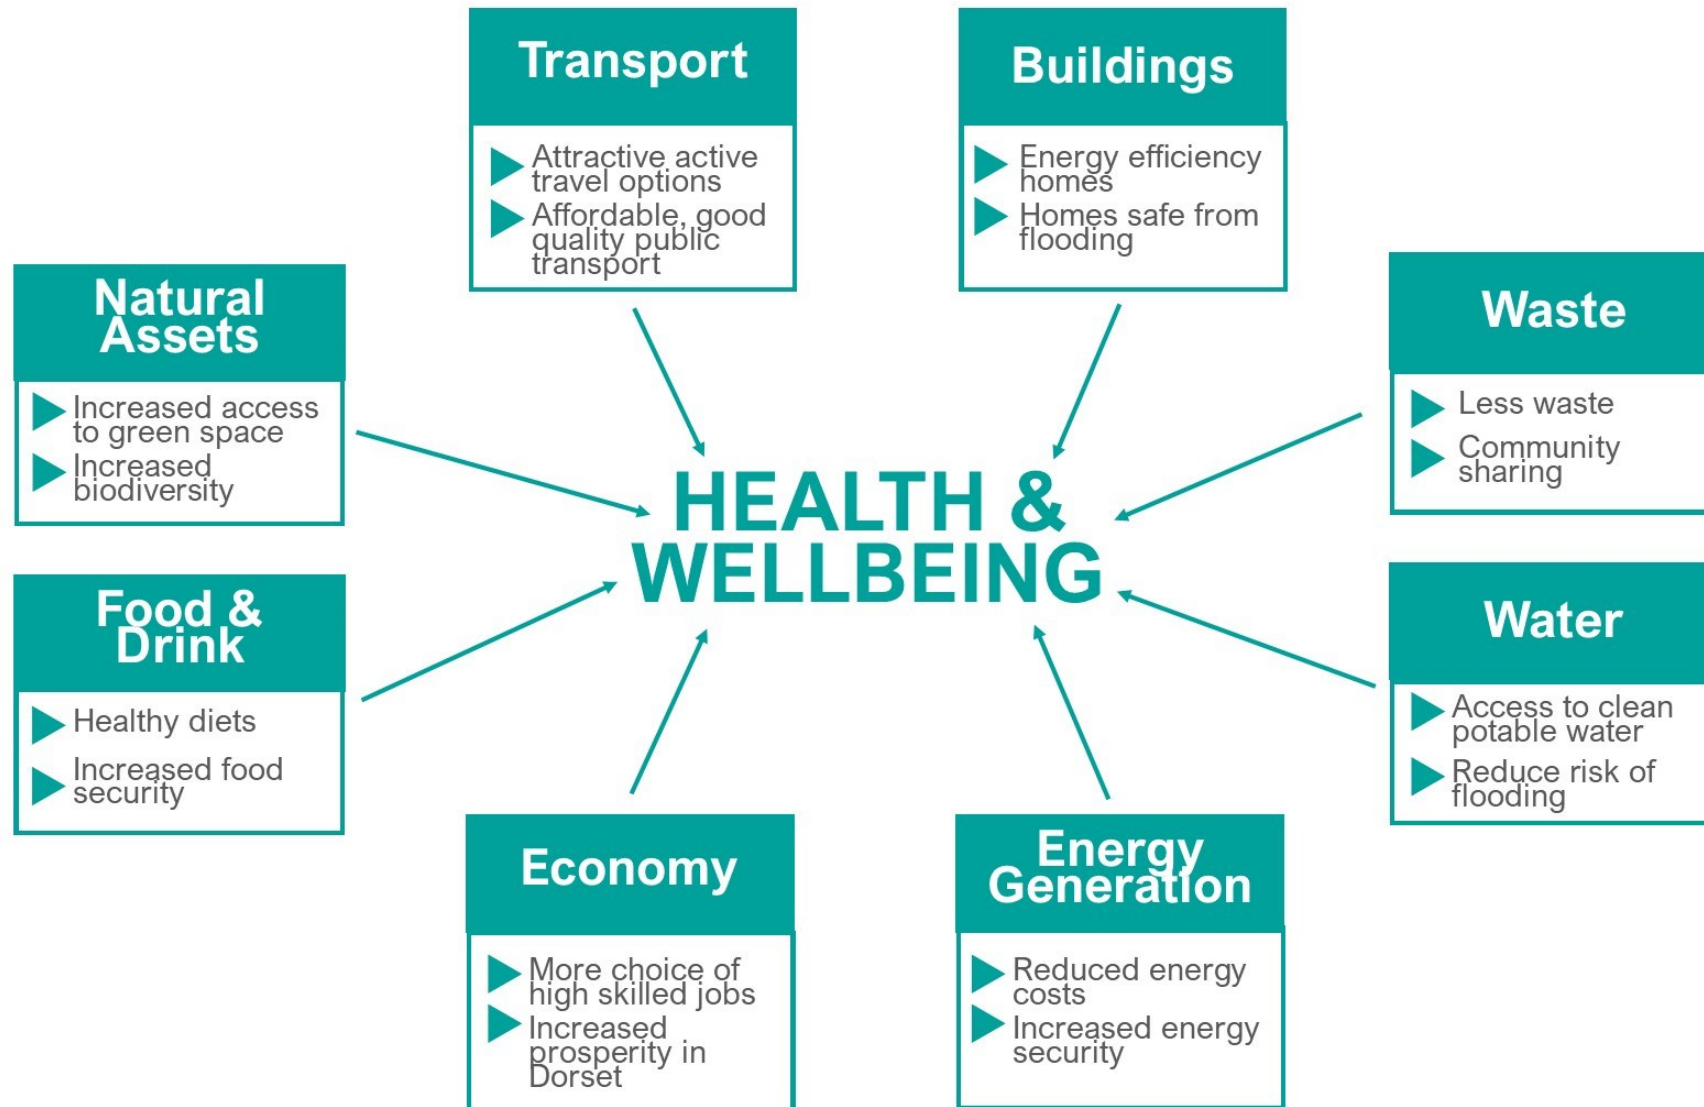 Transport
Attractive active
travel options
Affordable, good
quality public
transport
Buildings
Energy efficiency
homes
Homes safe from
flooding
Natural
Assets
Increased access
to green space
Increased
biodiversity
Waste
Less waste
Community
sharing
HEALTH &
WELLBEING
Food &
Drink
Healthy diets
Increased food
security
Water
Access to clean
potable water
Reduce risk of
flooding
Economy
More choice of
high skilled jobs
Increased
prosperity in
Dorset
Energy
Generation
Reduced energy
costs
Increased energy
security